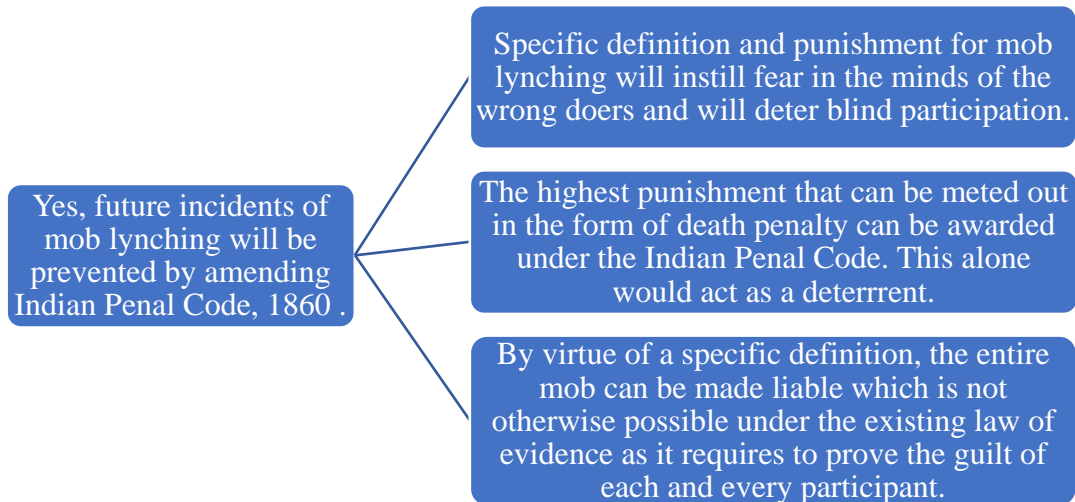 Yes, future incidents of
mob lynching will be
prevented by amending
Indian Penal Code, 1860 .
Specific definition and punishment for mob
lynching will instill fear in the minds of the
wrong doers and will deter blind participation.
The highest punishment that can be meted out
in the form of death penalty can be awarded
under the Indian Penal Code. This alone
would act as a deterrrent.
By virtue of a specific definition, the entire
mob can be made liable which is not
otherwise possible under the existing law of
evidence as it requires to prove the guilt of
each and every participant.